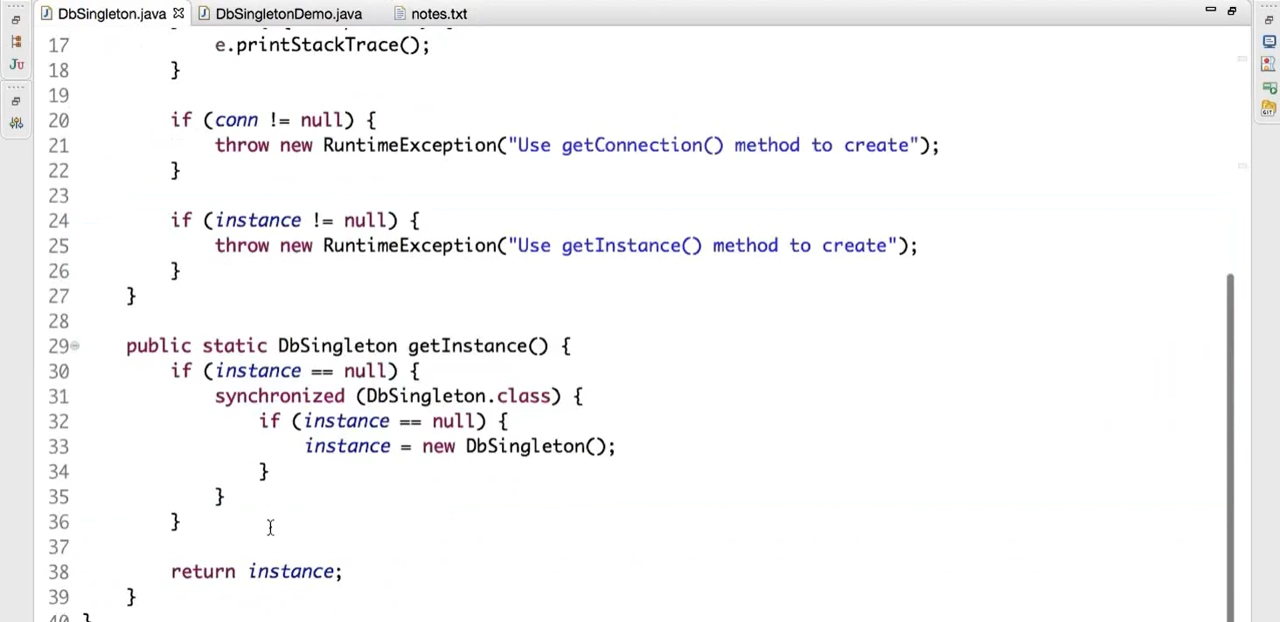 DbSingleton.java DbSingletonDemo.java notes.txt
17 e.printStackTrace();
18 }
19
20 if (conn != null) {
21 throw new RuntimeException("Use getConnection() method to create");
22 }
23
24 if (instance != null) {
25 throw new RuntimeException("Use getInstance() method to create");
26 }
27 }
28
29 public static DbSingleton getInstance() {
30 if (instance == null) {
31 synchronized (DbSingleton.class) {
32 if (instance == null) {
33 instance = new DbSingleton();
34 }
35 }
36 }
37
38 return instance;
39 }
40 }